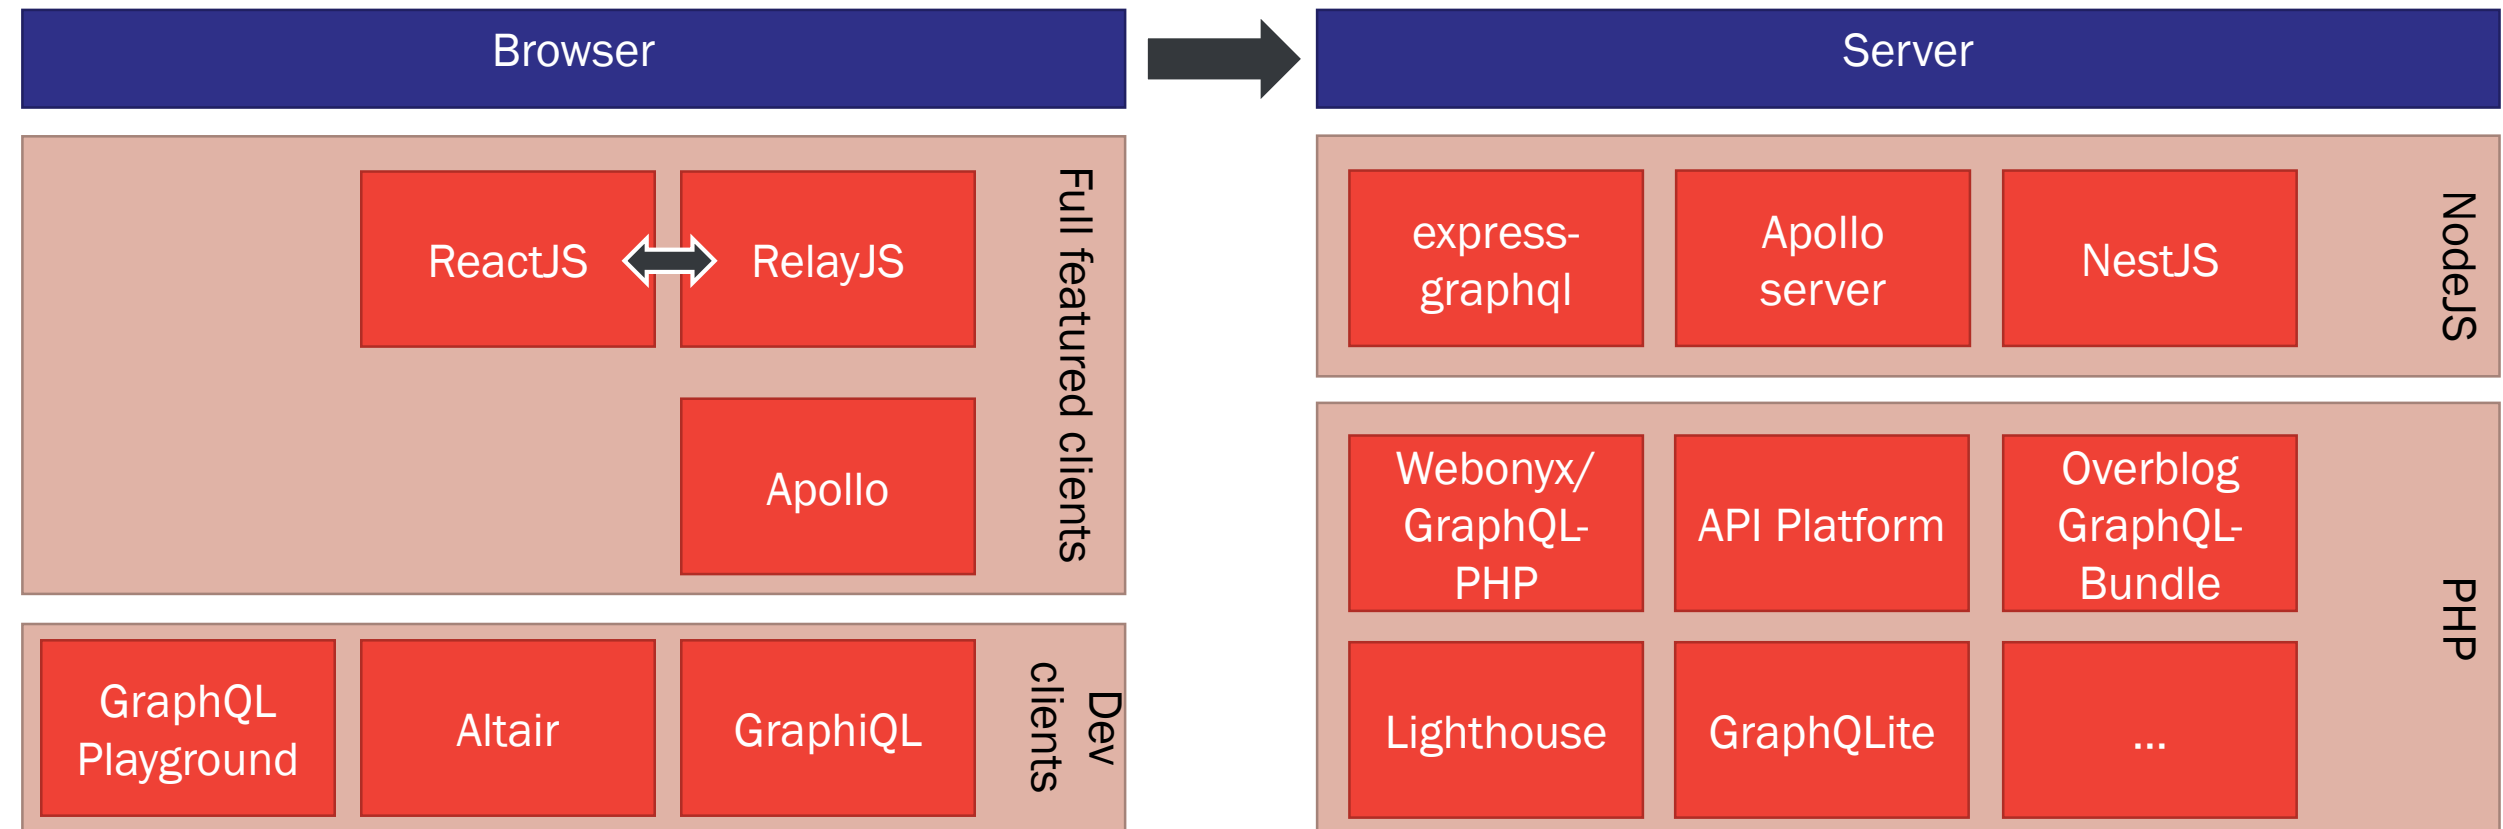 Browser
Server
ReactJS
RelayJS
Full featured clients
Apollo
GraphQL
Playground
Altair
GraphiQL
Dev
clients
express-
graphql
Apollo
server
NestJS
NodeJS
Webonyx/
GraphQL-
PHP
API Platform
Overblog
GraphQL-
Bundle
Lighthouse
GraphQLite
...
PHP